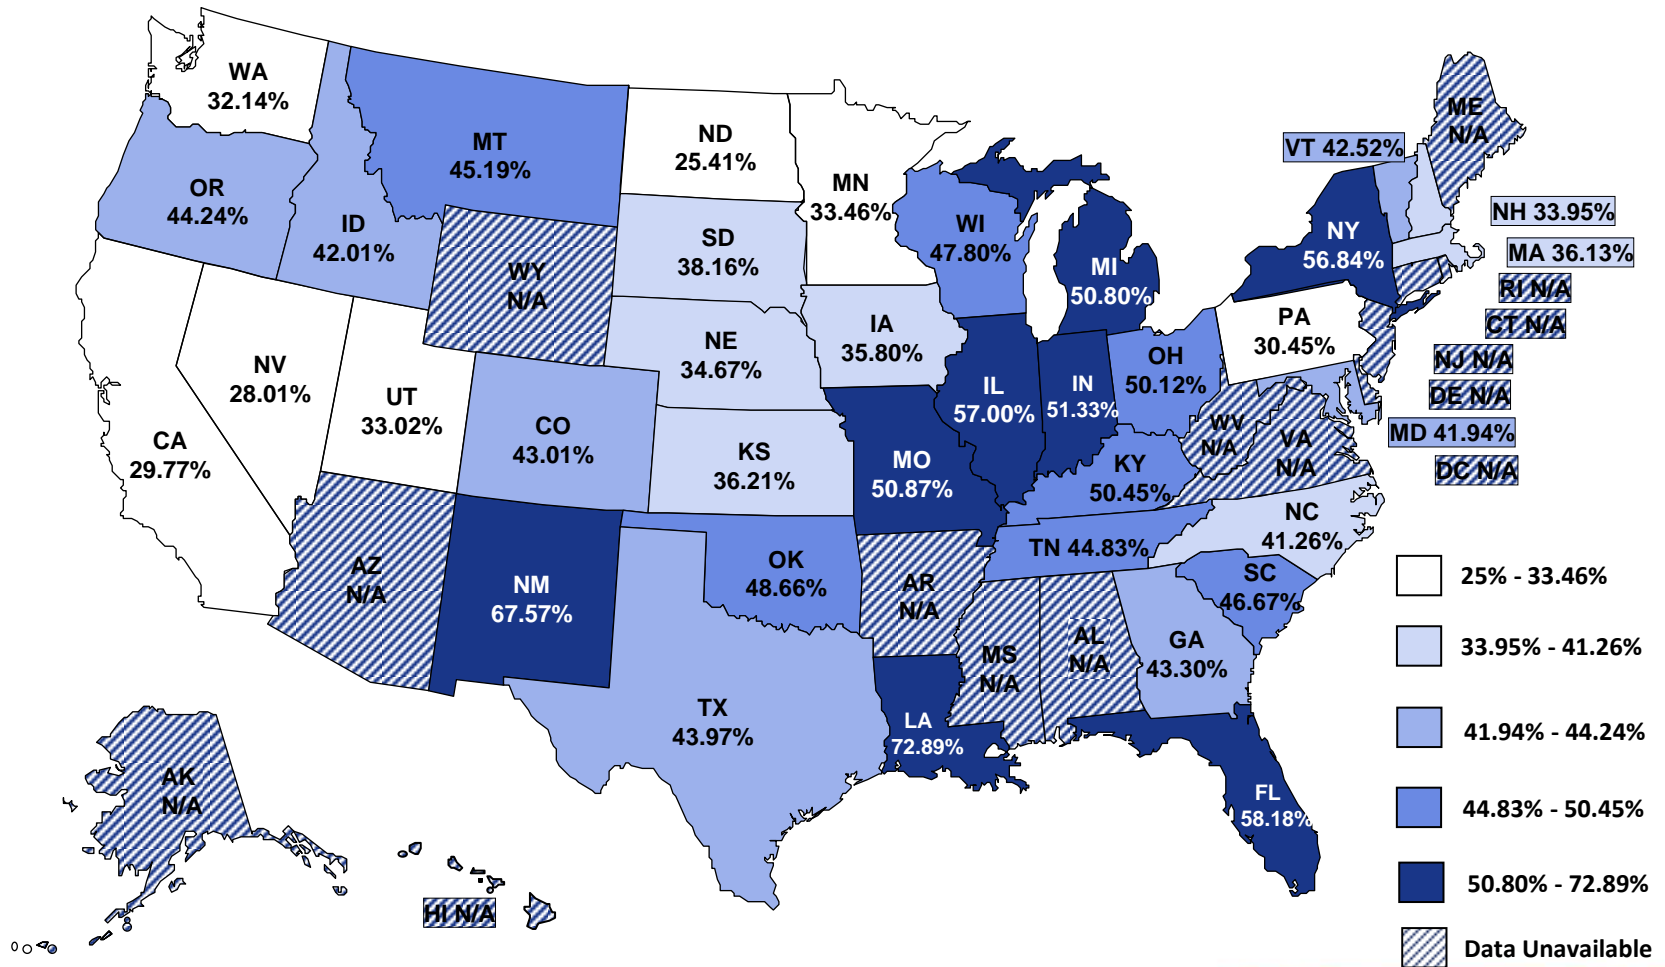 WA
32.14%
OR
44.24%
CA
29.77%
NV
28.01%
ID
42.01%
MT
45.19%
WY
N/A
UT
33.02%
AZ
N/A
CO
43.01%
NM
67.57%
ND
25.41%
SD
38.16%
NE
34.67%
KS
36.21%
OK
48.66%
TX
43.97%
MN
33.46%
IA
35.80%
MO
50.87%
AR
N/A
LA
72.89%
WI
47.80%
IL
57.00%
MI
50.80%
IN
51.33%
OH
50.12%
KY
50.45%
TN 44.83%
MS
N/A
AL
N/A
GA
43.30%
FL
58.18%
SC
46.67%
NC
41.26%
WV
N/A
VA
N/A
PA
30.45%
NY
56.84%
VT 42.52%
ME
N/A
NH 33.95%
MA 36.13%
RI N/A
CT N/A
NJ N/A
DE N/A
MD 41.94%
DC N/A
AK
N/A
HI N/A
25% - 33.46%
33.95% - 41.26%
41.94% - 44.24%
44.83% - 50.45%
50.80% - 72.89%
Data Unavailable